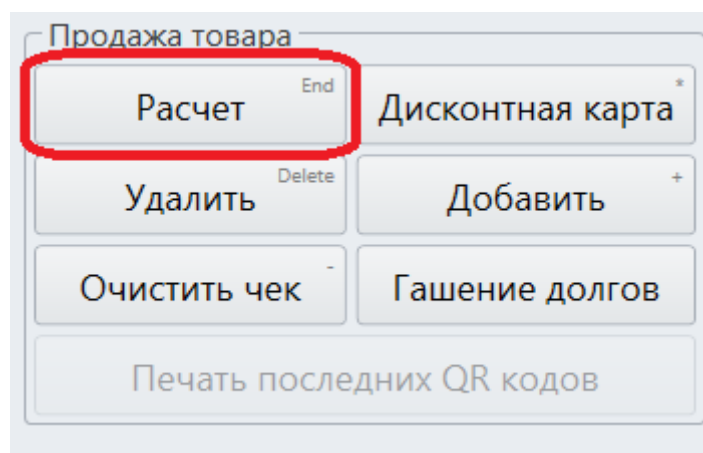 Продажа товара
Расчет End
Дисконтная карта *
Удалить Delete
Добавить +
Очистить чек -
Гашение долгов
Печать последних QR кодов